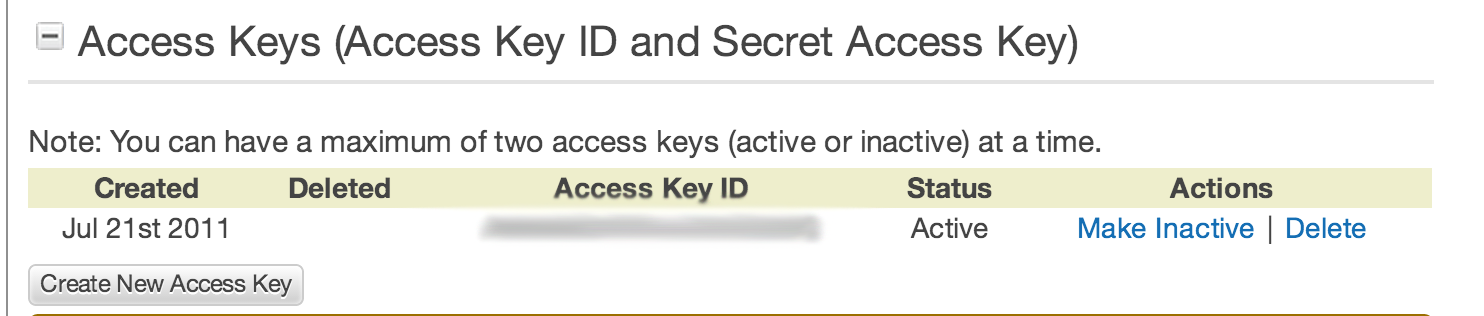 Access Keys (Access Key ID and Secret Access Key)
Note: You can have a maximum of two access keys (active or inactive) at a time.
Created Deleted Access Key ID Status Actions
Jul 21st 2011 Active Make Inactive | Delete
Create New Access Key